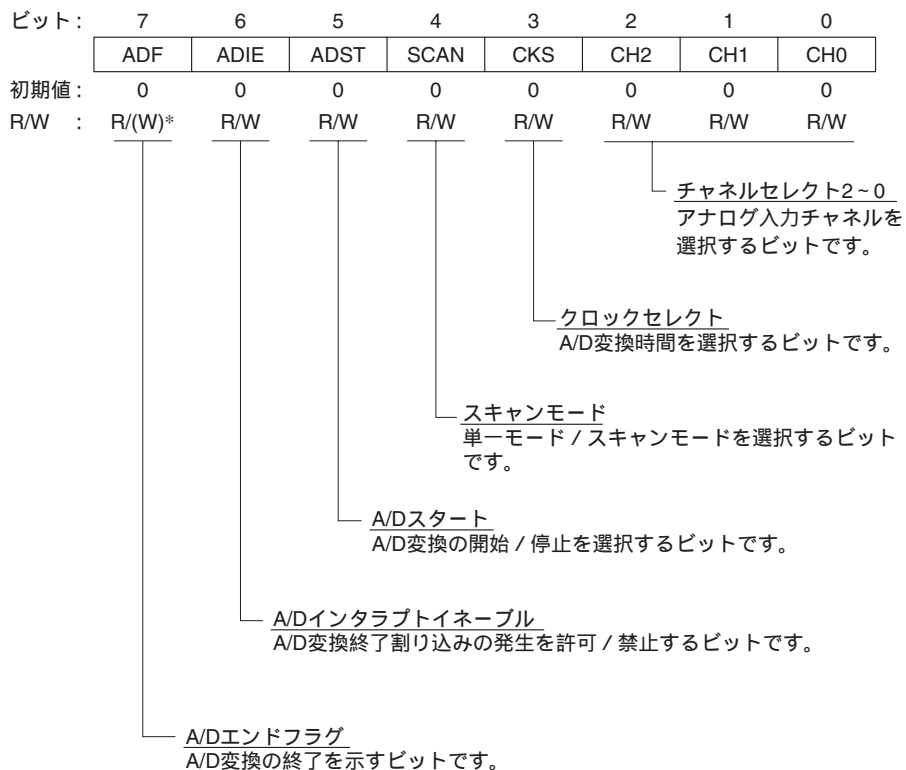 ビット： 7 6 5 4 3 2 1 0
ADF ADIE ADST SCAN CKS CH2 CH1 CH0
初期値： 0 0 0 0 0 0 0 0
R/W ： R/(W)* R/W R/W R/W R/W R/W R/W R/W
チャネルセレクト2~0
アナログ入力チャネルを
選択するビットです。
クロックセレクト
A/D変換時間を選択するビットです。
スキャンモード
単一モード / スキャンモードを選択するビット
です。
A/Dスタート
A/D変換の開始 / 停止を選択するビットです。
A/Dインタラプトイネーブル
A/D変換終了割り込みの発生を許可 / 禁止するビットです。
A/Dエンドフラグ
A/D変換の終了を示すビットです。